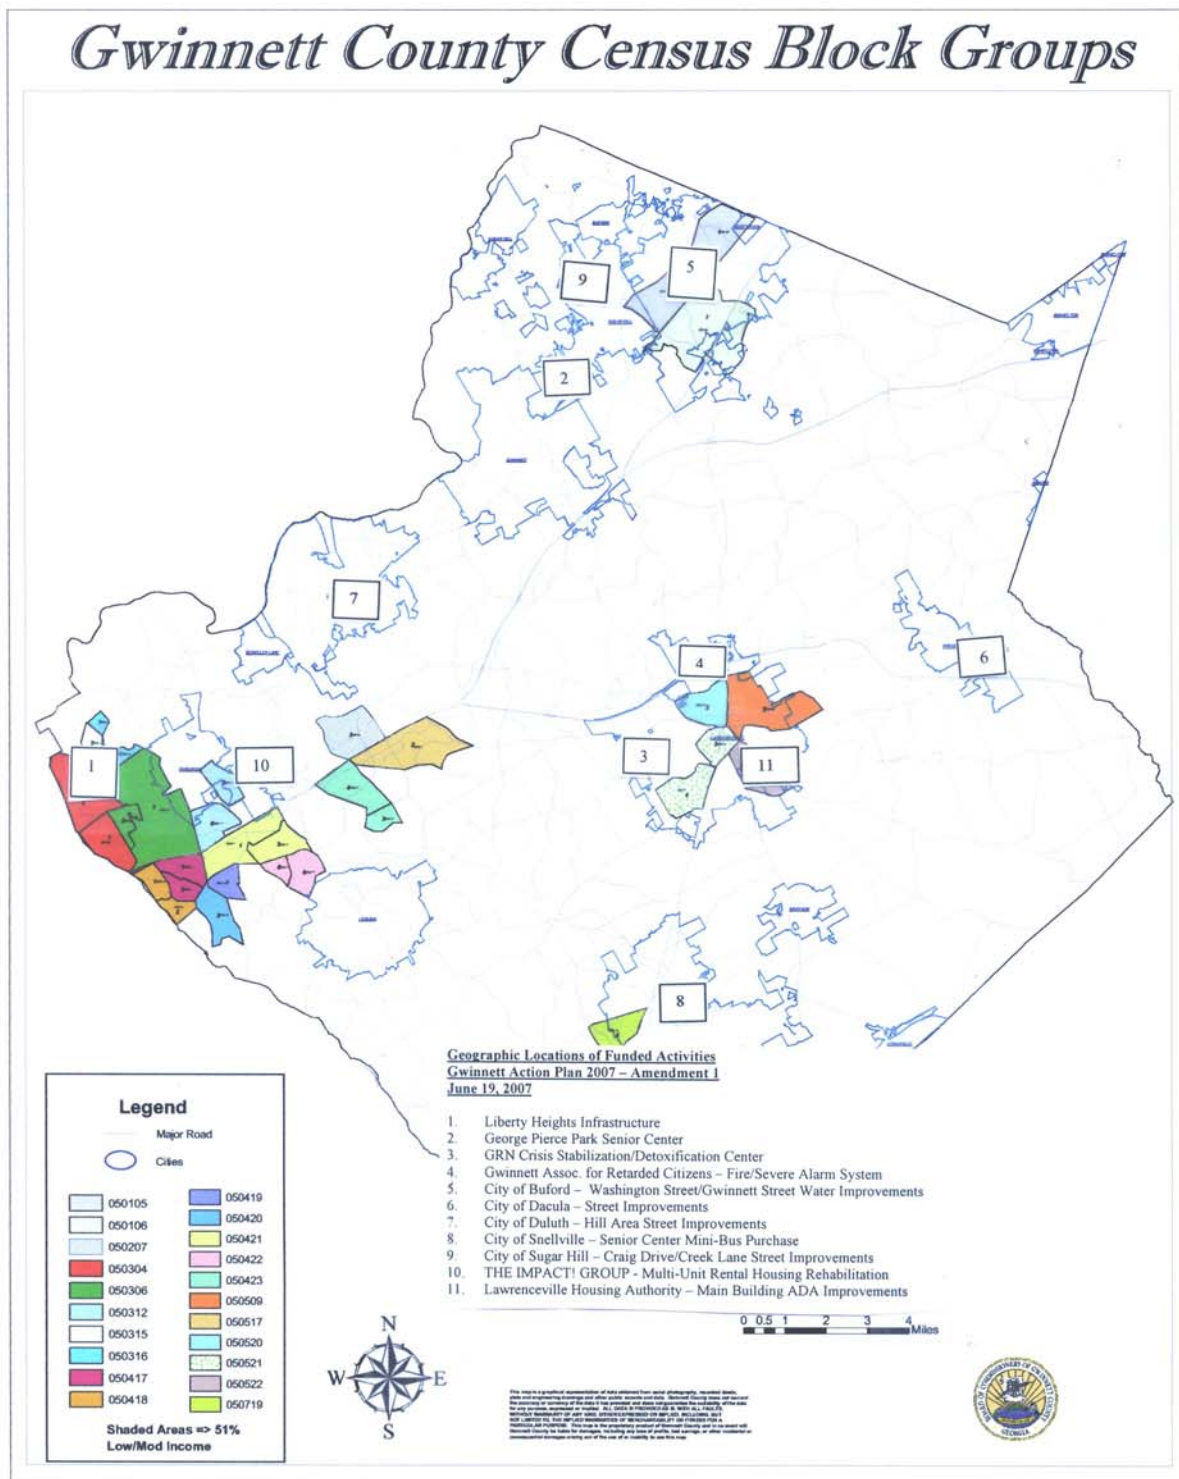 Gwinnett County Census Block Groups
5
9
2
7
4
6
3
11
1
10
8
Geographic Locations of Funded Activities
Gwinnett Action Plan 2007 – Amendment 1
June 19, 2007
1. Liberty Heights Infrastructure
2. George Pierce Park Senior Center
3. GRN Crisis Stabilization/Detoxification Center
4. Gwinnett Assoc. for Retarded Citizens – Fire/Severe Alarm System
5. City of Buford – Washington Street/Gwinnett Street Water Improvements
6. City of Dacula – Street Improvements
7. City of Duluth – Hill Area Street Improvements
8. City of Snellville – Senior Center Mini-Bus Purchase
9. City of Sugar Hill – Craig Drive/Creek Lane Street Improvements
10. THE IMPACT! GROUP - Multi-Unit Rental Housing Rehabilitation
11. Lawrenceville Housing Authority – Main Building ADA Improvements
Legend
Major Road
Cities
050105
050106
050207
050304
050306
050312
050315
050316
050417
050418
050419
050420
050421
050422
050423
050509
050517
050520
050521
050522
050719
Shaded Areas => 51%
Low/Mod Income
N
W E
S
0 0.5 1 2 3 4
Miles
BOARD OF COMMISSIONERS OF GWINNETT COUNTY
GEORGIA